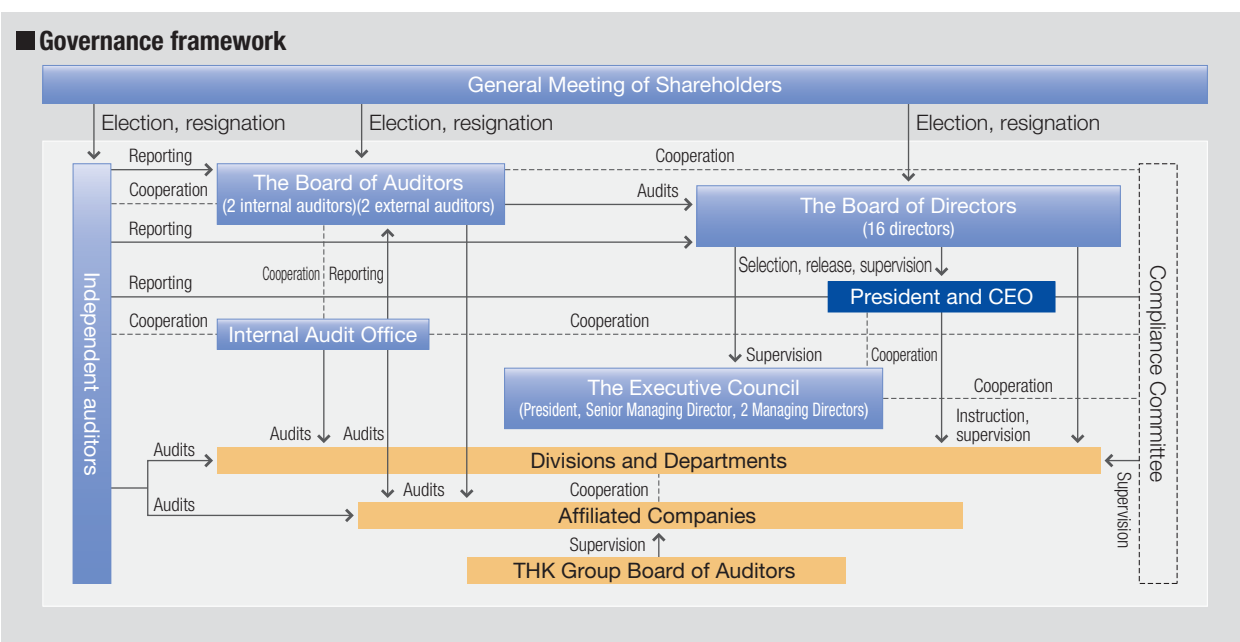 Governance framework
General Meeting of Shareholders
Election, resignation
Election, resignation
Election, resignation
Reporting
Cooperation
The Board of Auditors
(2 internal auditors)(2 external auditors)
Cooperation
Audits
The Board of Directors
(16 directors)
Reporting
Cooperation
Reporting
Selection, release, supervision
Reporting
President and CEO
Cooperation
Internal Audit Office
Cooperation
Supervision
Cooperation
The Executive Council
(President, Senior Managing Director, 2 Managing Directors)
Cooperation
Instruction,
supervision
Independent auditors
Compliance Committee
Audits
Audits
Audits
Divisions and Departments
Audits
Cooperation
Supervision
Audits
Affiliated Companies
Supervision
THK Group Board of Auditors